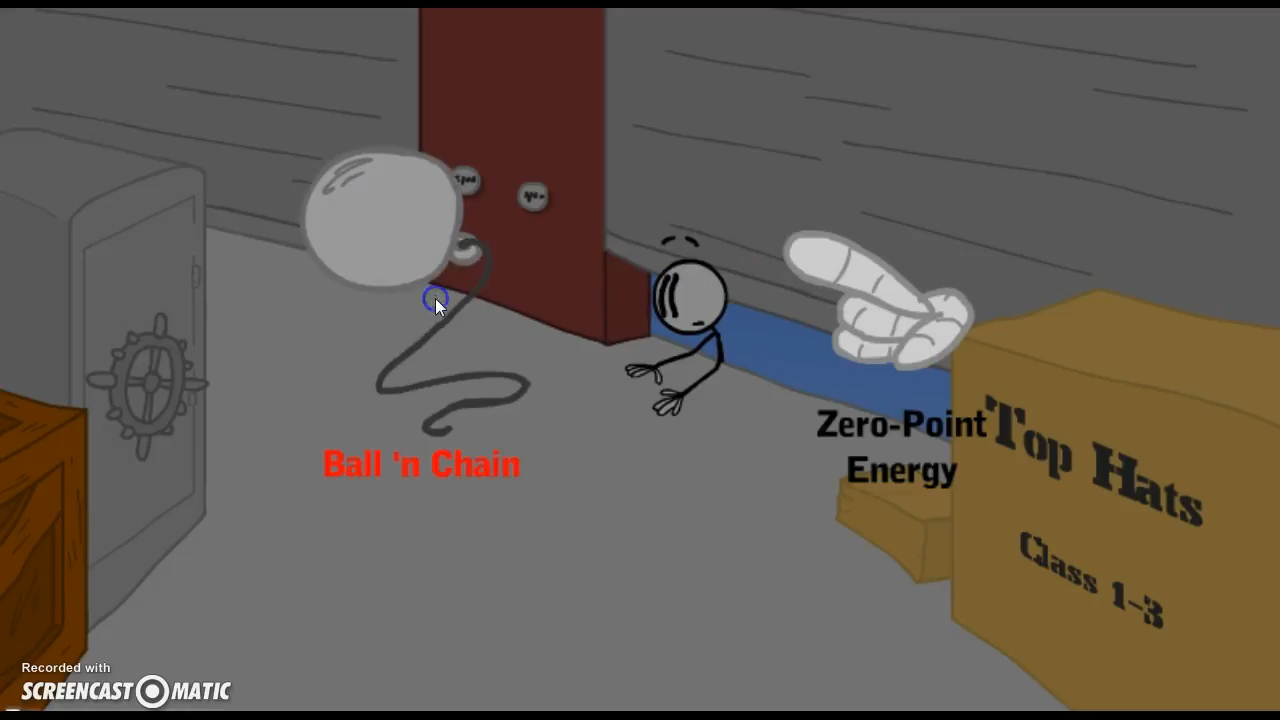 Ball 'n Chain
Zero-Point
Energy
Top Hats
Class 1-3
Recorded with
SCREENCAST MATIC